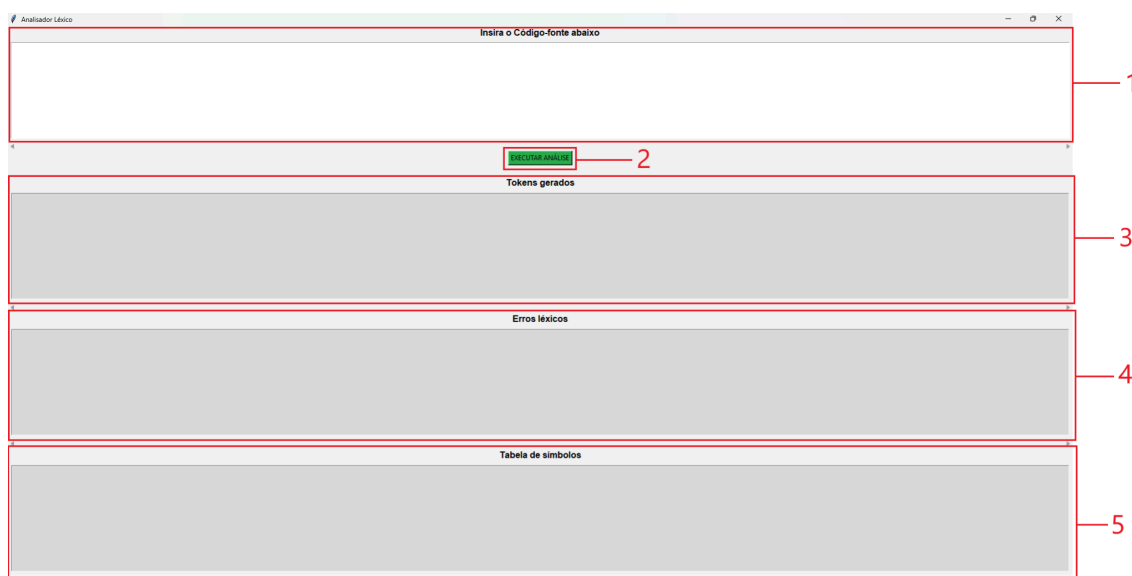 Analisador Léxico
Insira o Código-fonte abaixo
1
EXECUTAR ANÁLISE
2
Tokens gerados
3
Erros léxicos
4
Tabela de símbolos
5